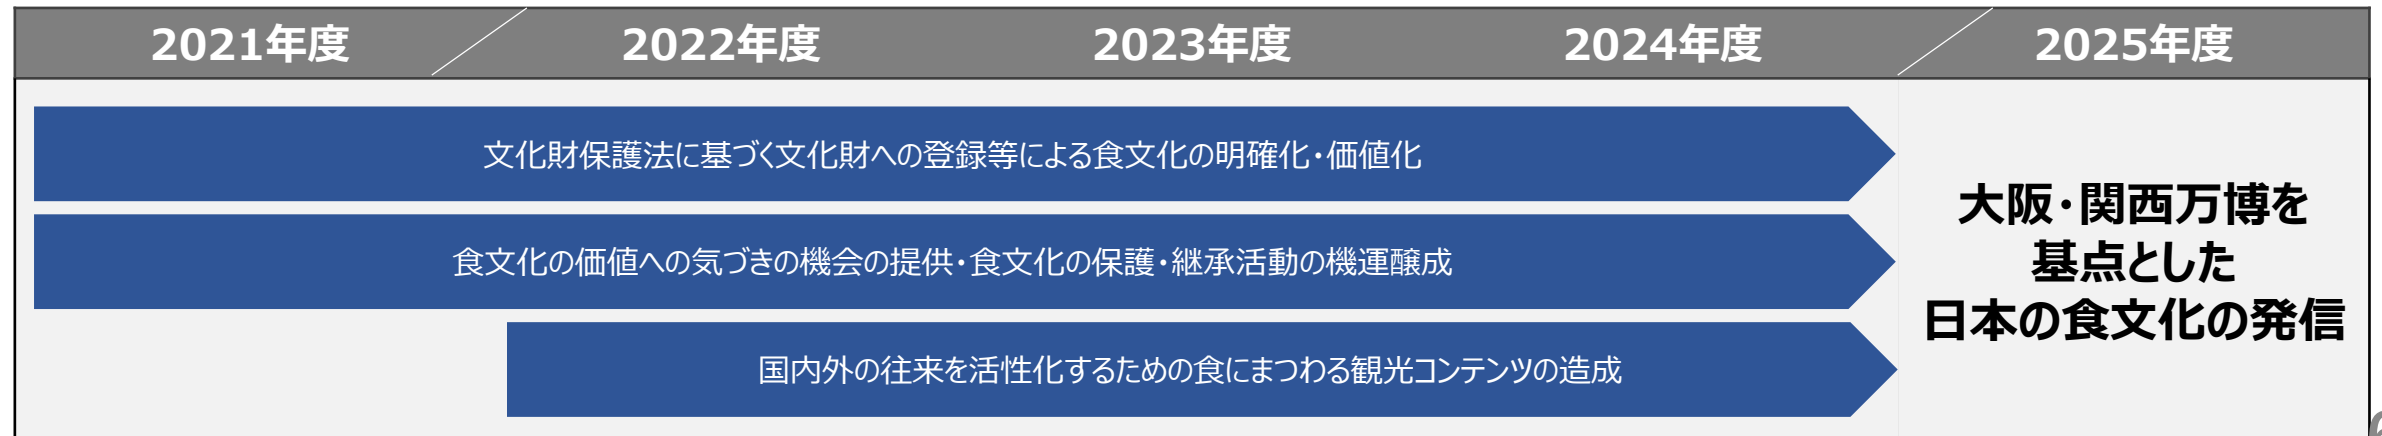 2021年度 2022年度 2023年度 2024年度 2025年度
文化財保護法に基づく文化財への登録等による食文化の明確化・価値化
食文化の価値への気づきの機会の提供・食文化の保護・継承活動の機運醸成
国内外の往来を活性化するための食にまつわる観光コンテンツの造成
大阪・関西万博を
基点とした
日本の食文化の発信